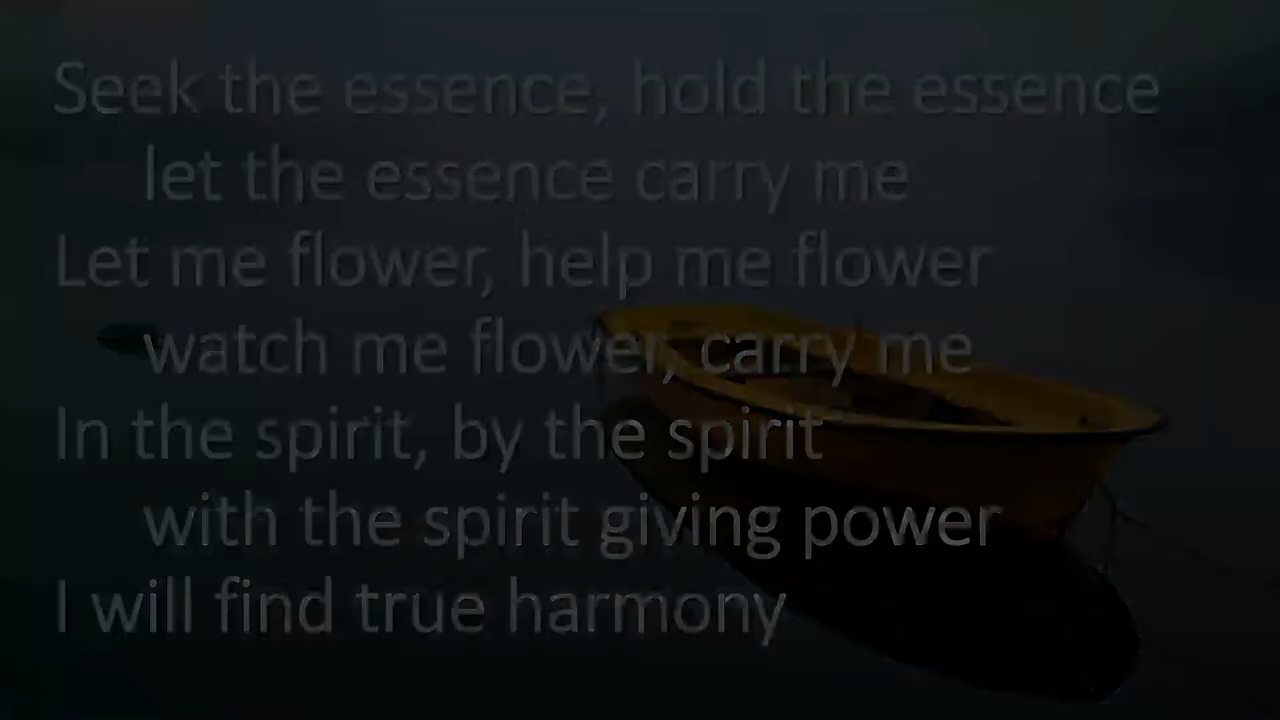 Seek the essence, hold the essence
let the essence carry me
Let me flower, help me flower
watch me flower, carry me
In the spirit, by the spirit
with the spirit giving power
I will find true harmony